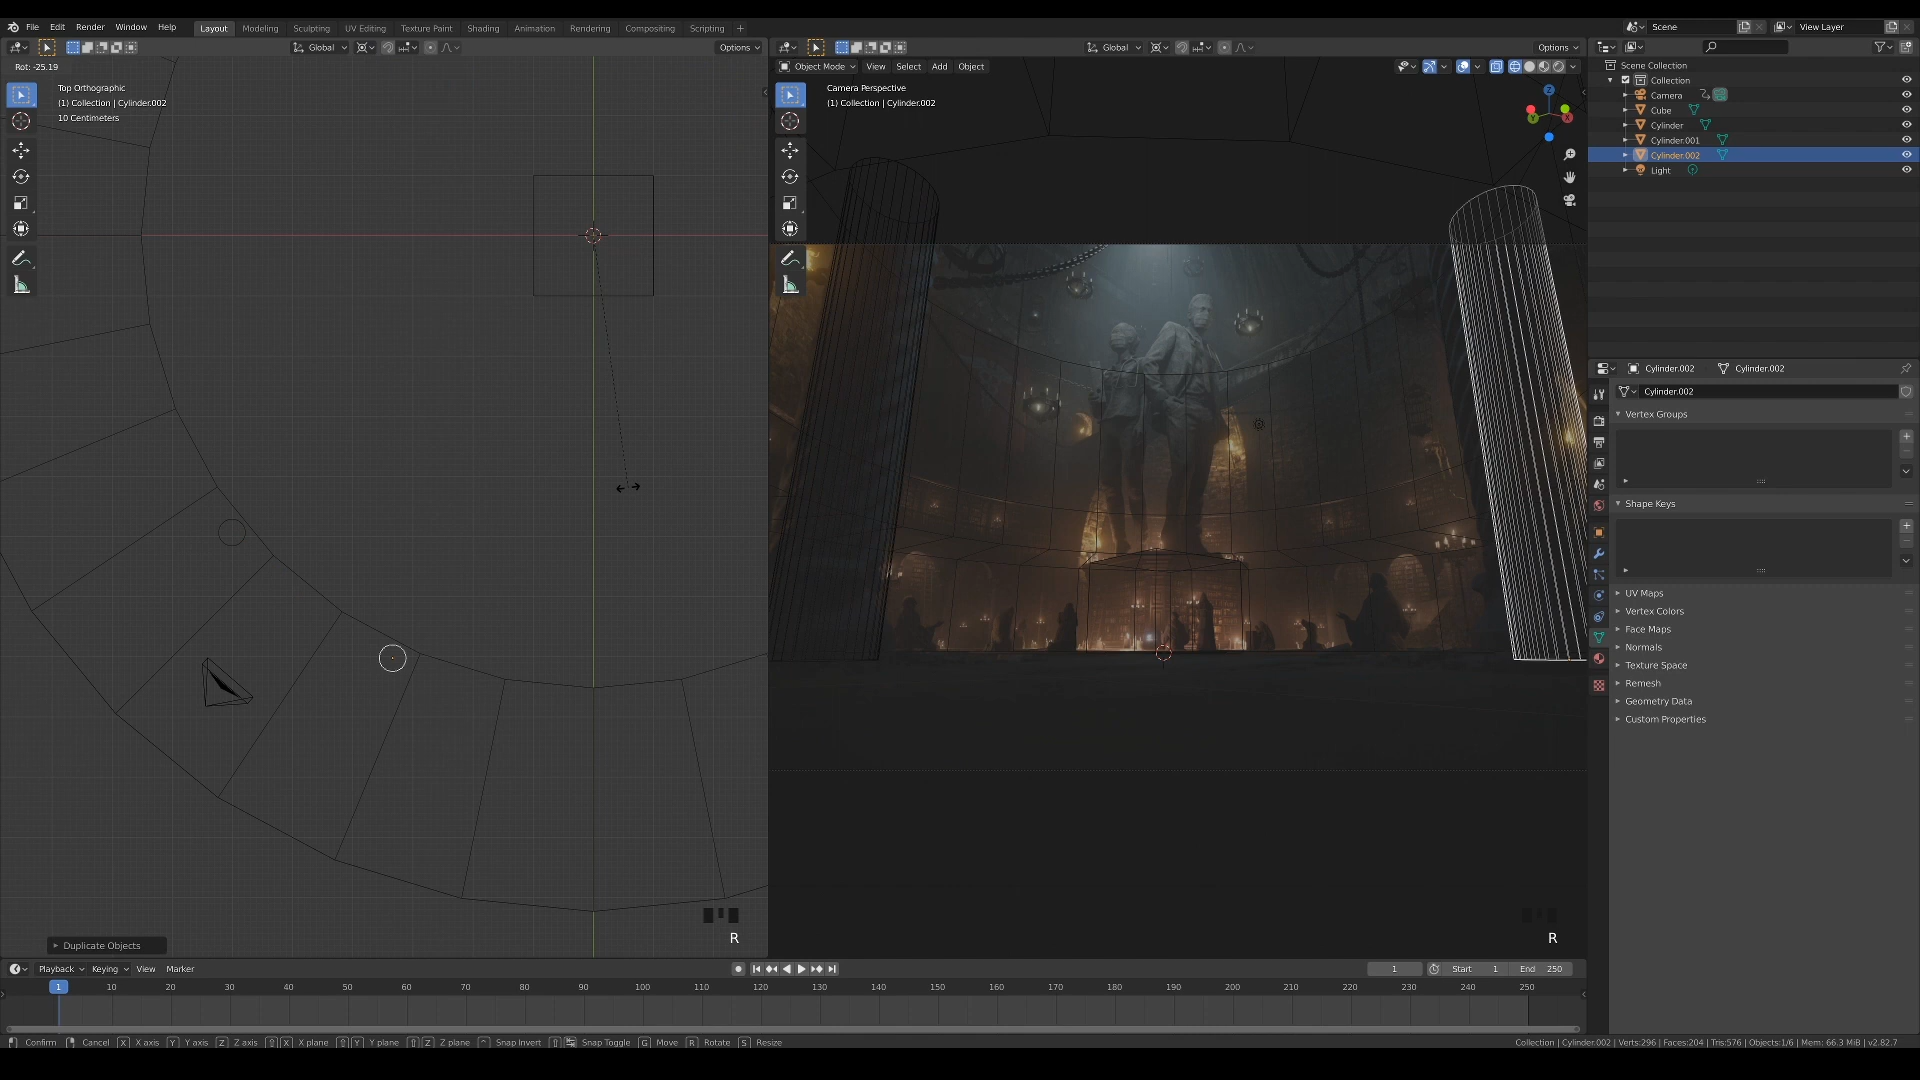 File Edit Render Window Help Layout Modeling Sculpting UV Editing Texture Paint Shading Animation Rendering Compositing Scripting + Scene View Layer
Global Options Global Options
Rot: -25.19
Object Mode View Select Add Object
Top Orthographic
(1) Collection | Cylinder.002
10 Centimeters
Camera Perspective
(1) Collection | Cylinder.002
Z
Y
X
Scene Collection
Collection
Camera
Cube
Cylinder
Cylinder.001
Cylinder.002
Light
Cylinder.002 Cylinder.002
Cylinder.002
Vertex Groups
Shape Keys
UV Maps
Vertex Colors
Face Maps
Normals
Texture Space
Remesh
Geometry Data
Custom Properties
R
R
Duplicate Objects
Playback Keying View Marker 1 Start 1 End 250
1 10 20 30 40 50 60 70 80 90 100 110 120 130 140 150 160 170 180 190 200 210 220 230 240 250
Confirm Cancel X X axis Y Y axis Z Z axis X X plane Y Y plane Z Z plane ^ Snap Invert Snap Toggle G Move R Rotate S Resize Collection | Cylinder.002 | Verts:296 | Faces:204 | Tris:576 | Objects:1/6 | Mem: 66.3 MiB | v2.82.7